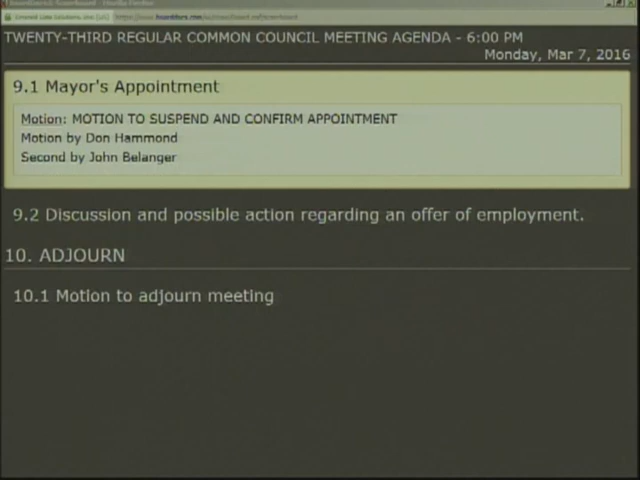 TWENTY-THIRD REGULAR COMMON COUNCIL MEETING AGENDA - 6:00 PM
Monday, Mar 7, 2016
9.1 Mayor's Appointment
Motion: MOTION TO SUSPEND AND CONFIRM APPOINTMENT
Motion by Don Hammond
Second by John Belanger
9.2 Discussion and possible action regarding an offer of employment.
10. ADJOURN
10.1 Motion to adjourn meeting